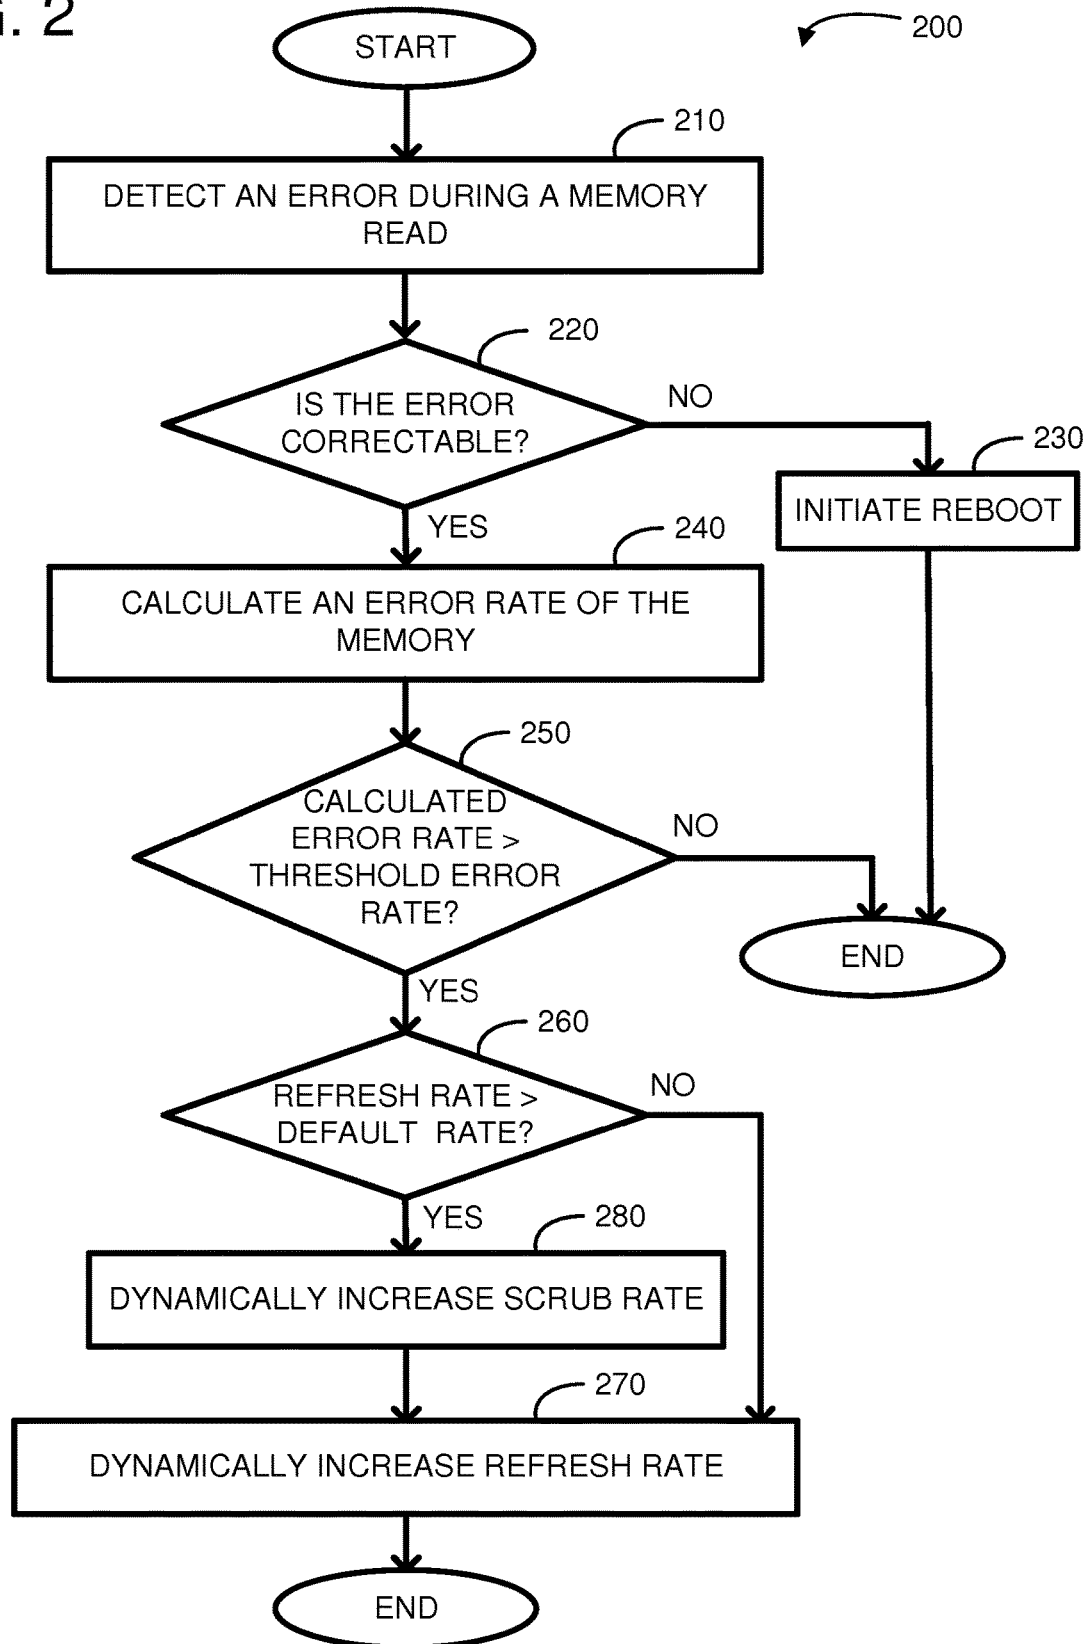 . 2
START
200
210
DETECT AN ERROR DURING A MEMORY
READ
220
IS THE ERROR
CORRECTABLE?
NO
230
INITIATE REBOOT
YES
240
CALCULATE AN ERROR RATE OF THE
MEMORY
250
CALCULATED
ERROR RATE >
THRESHOLD ERROR
RATE?
NO
END
YES
260
REFRESH RATE >
DEFAULT RATE?
NO
YES
280
DYNAMICALLY INCREASE SCRUB RATE
270
DYNAMICALLY INCREASE REFRESH RATE
END